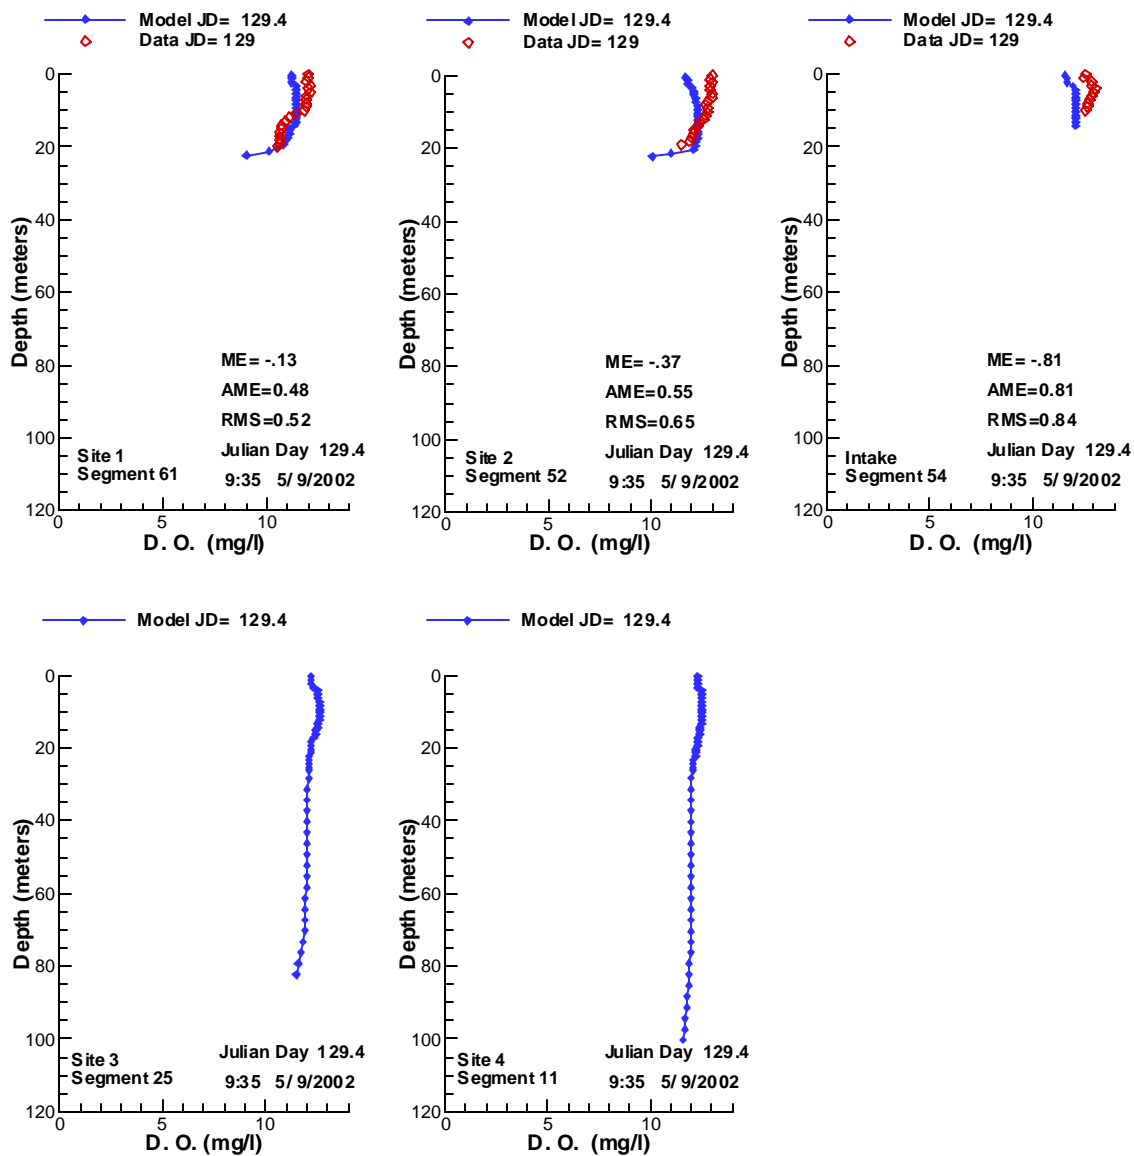 Model JD= 129.4
Data JD= 129
0
20
40
60
80
100
120
Depth (meters)
ME= -.13
AME=0.48
RMS=0.52
Julian Day 129.4
9:35 5/ 9/2002
Site 1
Segment 61
0 5 10
D. O. (mg/l)
Model JD= 129.4
Data JD= 129
0
20
40
60
80
100
120
Depth (meters)
ME= -.37
AME=0.55
RMS=0.65
Julian Day 129.4
9:35 5/ 9/2002
Site 2
Segment 52
0 5 10
D. O. (mg/l)
Model JD= 129.4
Data JD= 129
0
20
40
60
80
100
120
Depth (meters)
ME= -.81
AME=0.81
RMS=0.84
Julian Day 129.4
9:35 5/ 9/2002
Intake
Segment 54
0 5 10
D. O. (mg/l)
Model JD= 129.4
0
20
40
60
80
100
120
Depth (meters)
Julian Day 129.4
9:35 5/ 9/2002
Site 3
Segment 25
0 5 10
D. O. (mg/l)
Model JD= 129.4
0
20
40
60
80
100
120
Depth (meters)
Julian Day 129.4
9:35 5/ 9/2002
Site 4
Segment 11
0 5 10
D. O. (mg/l)